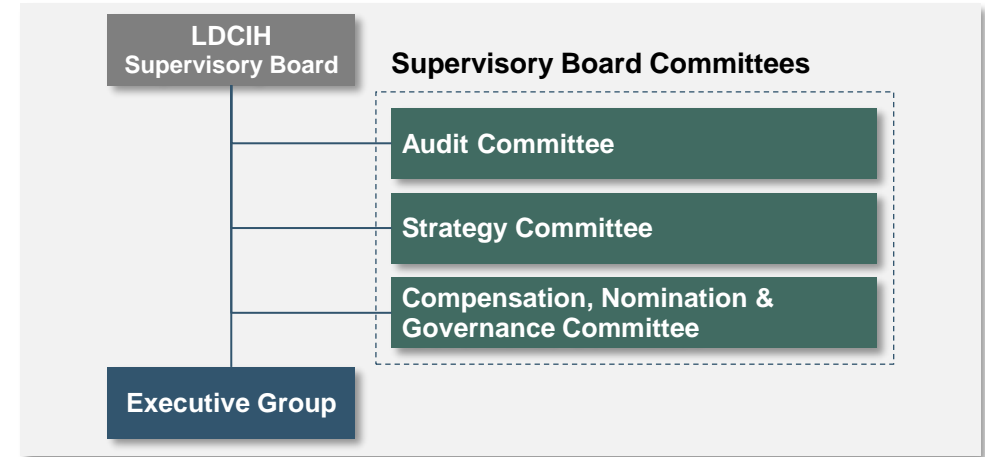 LDCIH
Supervisory Board
Supervisory Board Committees
Audit Committee
Strategy Committee
Compensation, Nomination &
Governance Committee
Executive Group